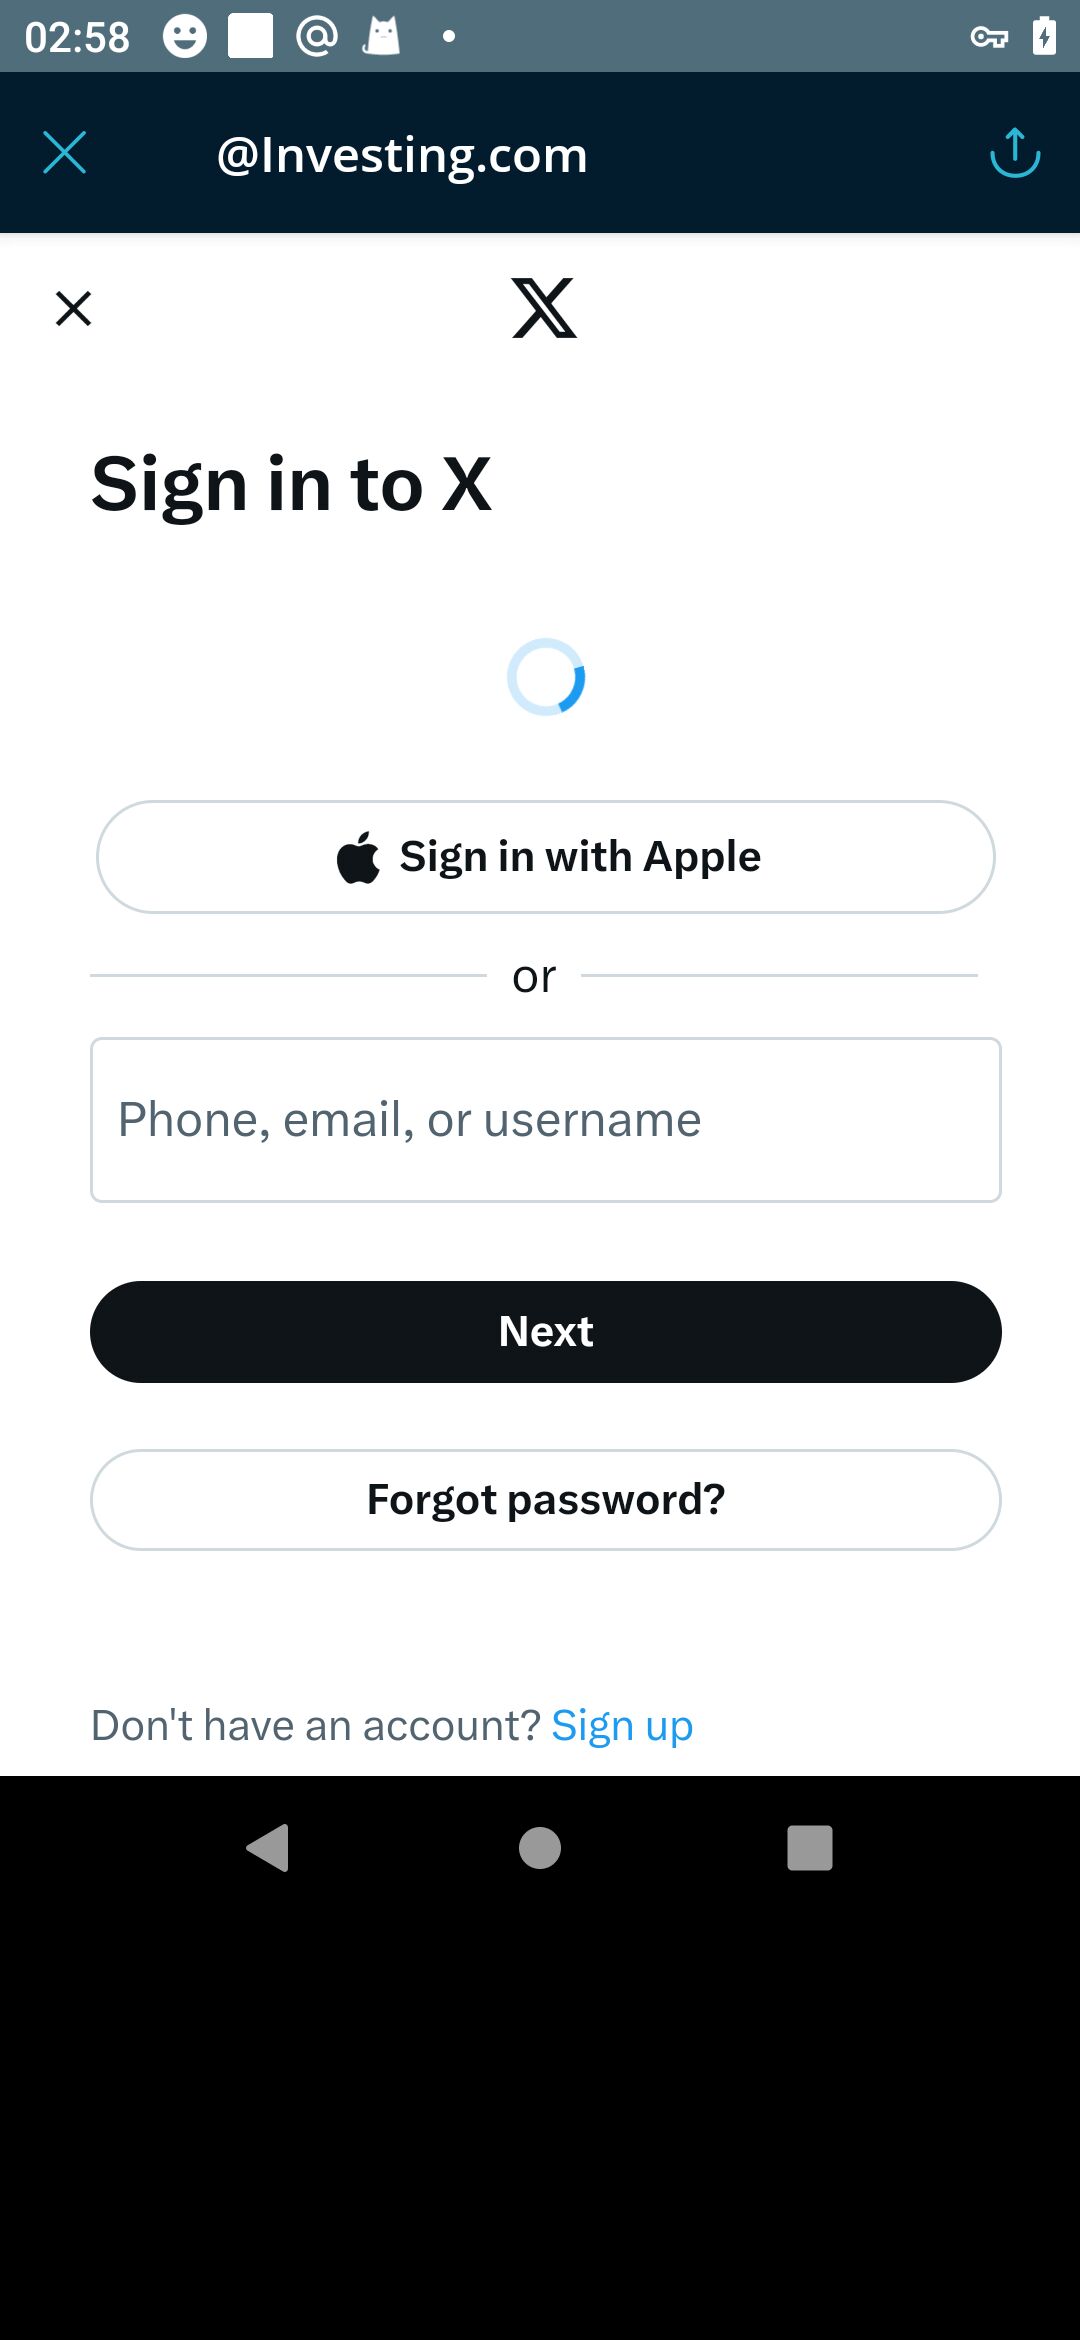 02:58
@Investing.com
Sign in to X
Sign in with Apple
or
Phone, email, or username
Next
Forgot password?
Don't have an account? Sign up